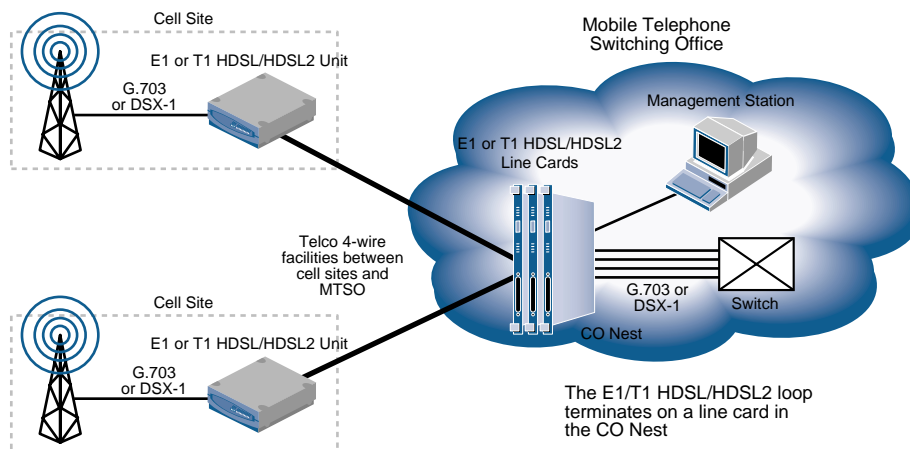 Cell Site
E1 or T1 HDSL/HDSL2 Unit
G.703
or DSX-1
Mobile Telephone
Switching Office
Management Station
E1 or T1 HDSL/HDSL2
Line Cards
Telco 4-wire
facilities between
cell sites and
MTSO
G.703 or
DSX-1
Switch
CO Nest
Cell Site
E1 or T1 HDSL/HDSL2 Unit
G.703
or DSX-1
The E1/T1 HDSL/HDSL2 loop
terminates on a line card in
the CO Nest